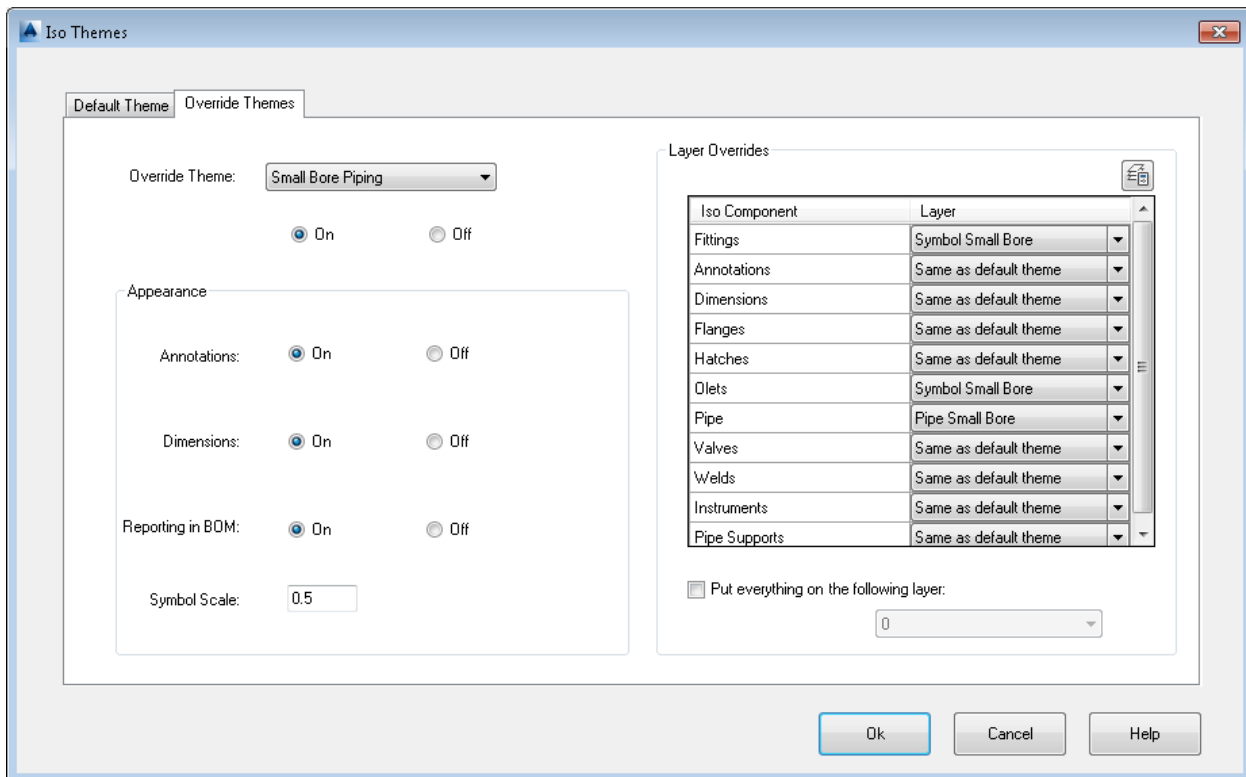 Iso Themes
Default Theme
Override Themes
Override Theme:
Small Bore Piping
On
Off
Appearance
Annotations:
On
Off
Dimensions:
On
Off
Reporting in BOM:
On
Off
Symbol Scale:
0.5
Layer Overrides
Iso Component Layer
Fittings Symbol Small Bore
Annotations Same as default theme
Dimensions Same as default theme
Flanges Same as default theme
Hatches Same as default theme
Olets Symbol Small Bore
Pipe Pipe Small Bore
Valves Same as default theme
Welds Same as default theme
Instruments Same as default theme
Pipe Supports Same as default theme
Put everything on the following layer:
0
Ok
Cancel
Help